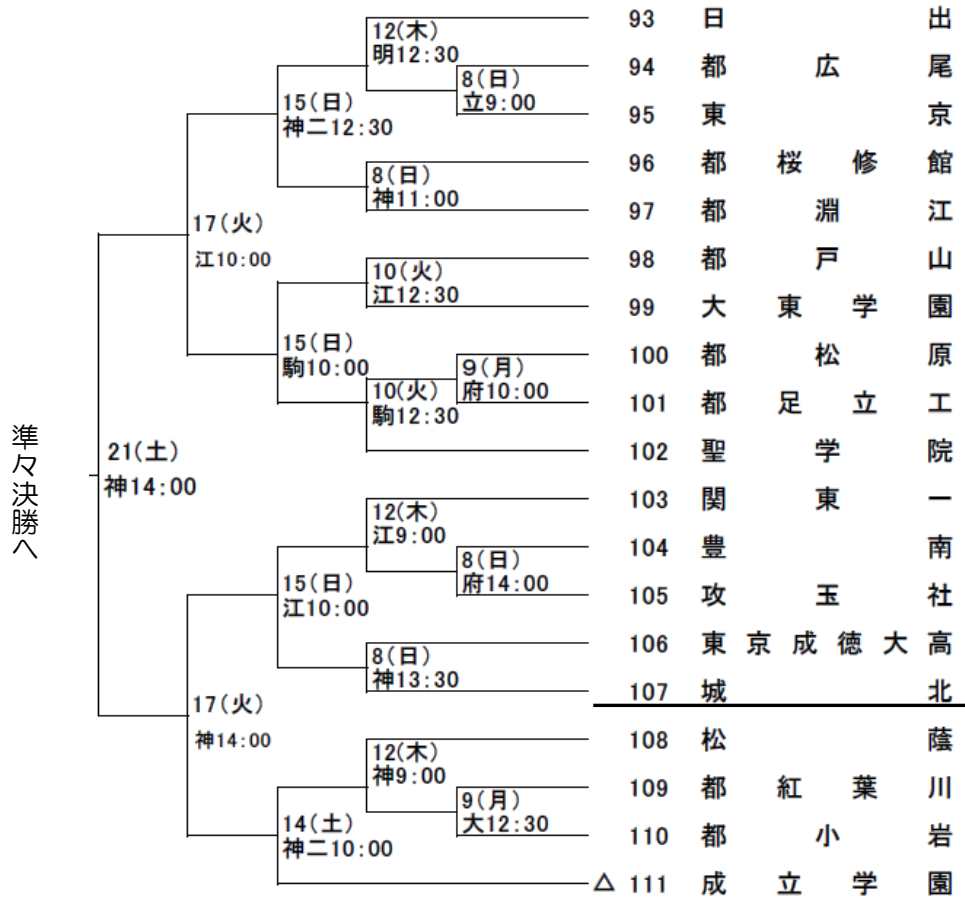 93 日出
12(木)
明12:30
94 都広尾
8(日)
立9:00
15(日)
神二12:30
95 東京
96 都桜修館
8(日)
神11:00
97 都淵江
17(火)
江10:00
98 都戸山
10(火)
江12:30
99 大東学園
15(日)
駒10:00
100 都松原
9(月)
府10:00
10(火)
駒12:30
101 都足立工
102 聖学院
準々決勝へ
21(土)
神14:00
103 関東一
12(木)
江9:00
104 豊南
8(日)
府14:00
15(日)
江10:00
105 攻玉社
106 東京成徳大高
8(日)
神13:30
107 城北
17(火)
神14:00
108 松蔭
12(木)
神9:00
109 都紅葉川
9(月)
大12:30
14(土)
神二10:00
110 都小岩
△ 111 成立学園